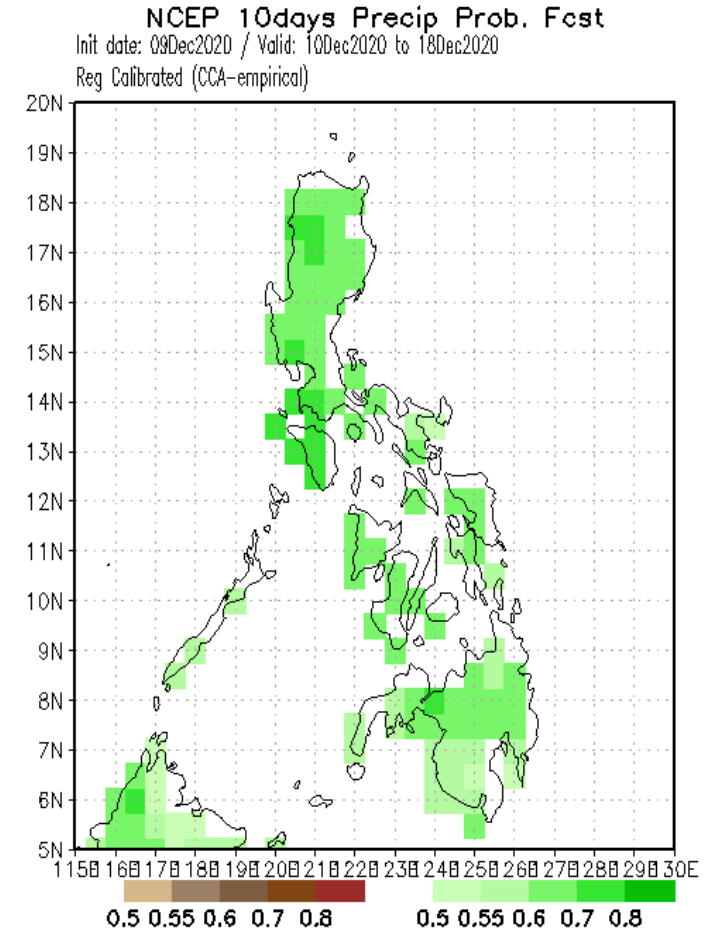 NCEP 10days Precip Prob. Fcst
Init date: 09Dec2020 / Valid: 10Dec2020 to 18Dec2020
Reg Calibrated (CCA-empirical)
20N
19N
18N
17N
16N
15N
14N
13N
12N
11N
10N
9N
8N
7N
6N
5N
115E 116E 117E 118E 119E 120E 121E 122E 123E 124E 125E 126E 127E 128E 129E 130E
0.5 0.55 0.6 0.7 0.8 0.5 0.55 0.6 0.7 0.8